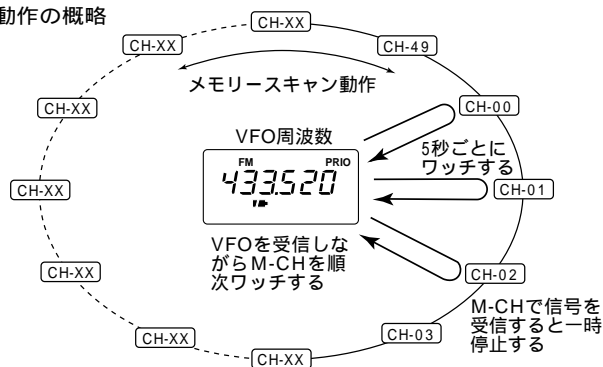 動作の概略
CH-XX
CH-XX
CH-49
メモリースキャン動作
CH-XX
CH-00
VFO周波数
5秒ごとに
ワッチする
FM
PRIO
433.520
CH-XX
CH-01
VFOを受信しな
がらM-CHを順
次ワッチする
CH-XX
CH-02
M-CHで信号を
受信すると一時
停止する
CH-XX
CH-03
CH-XX